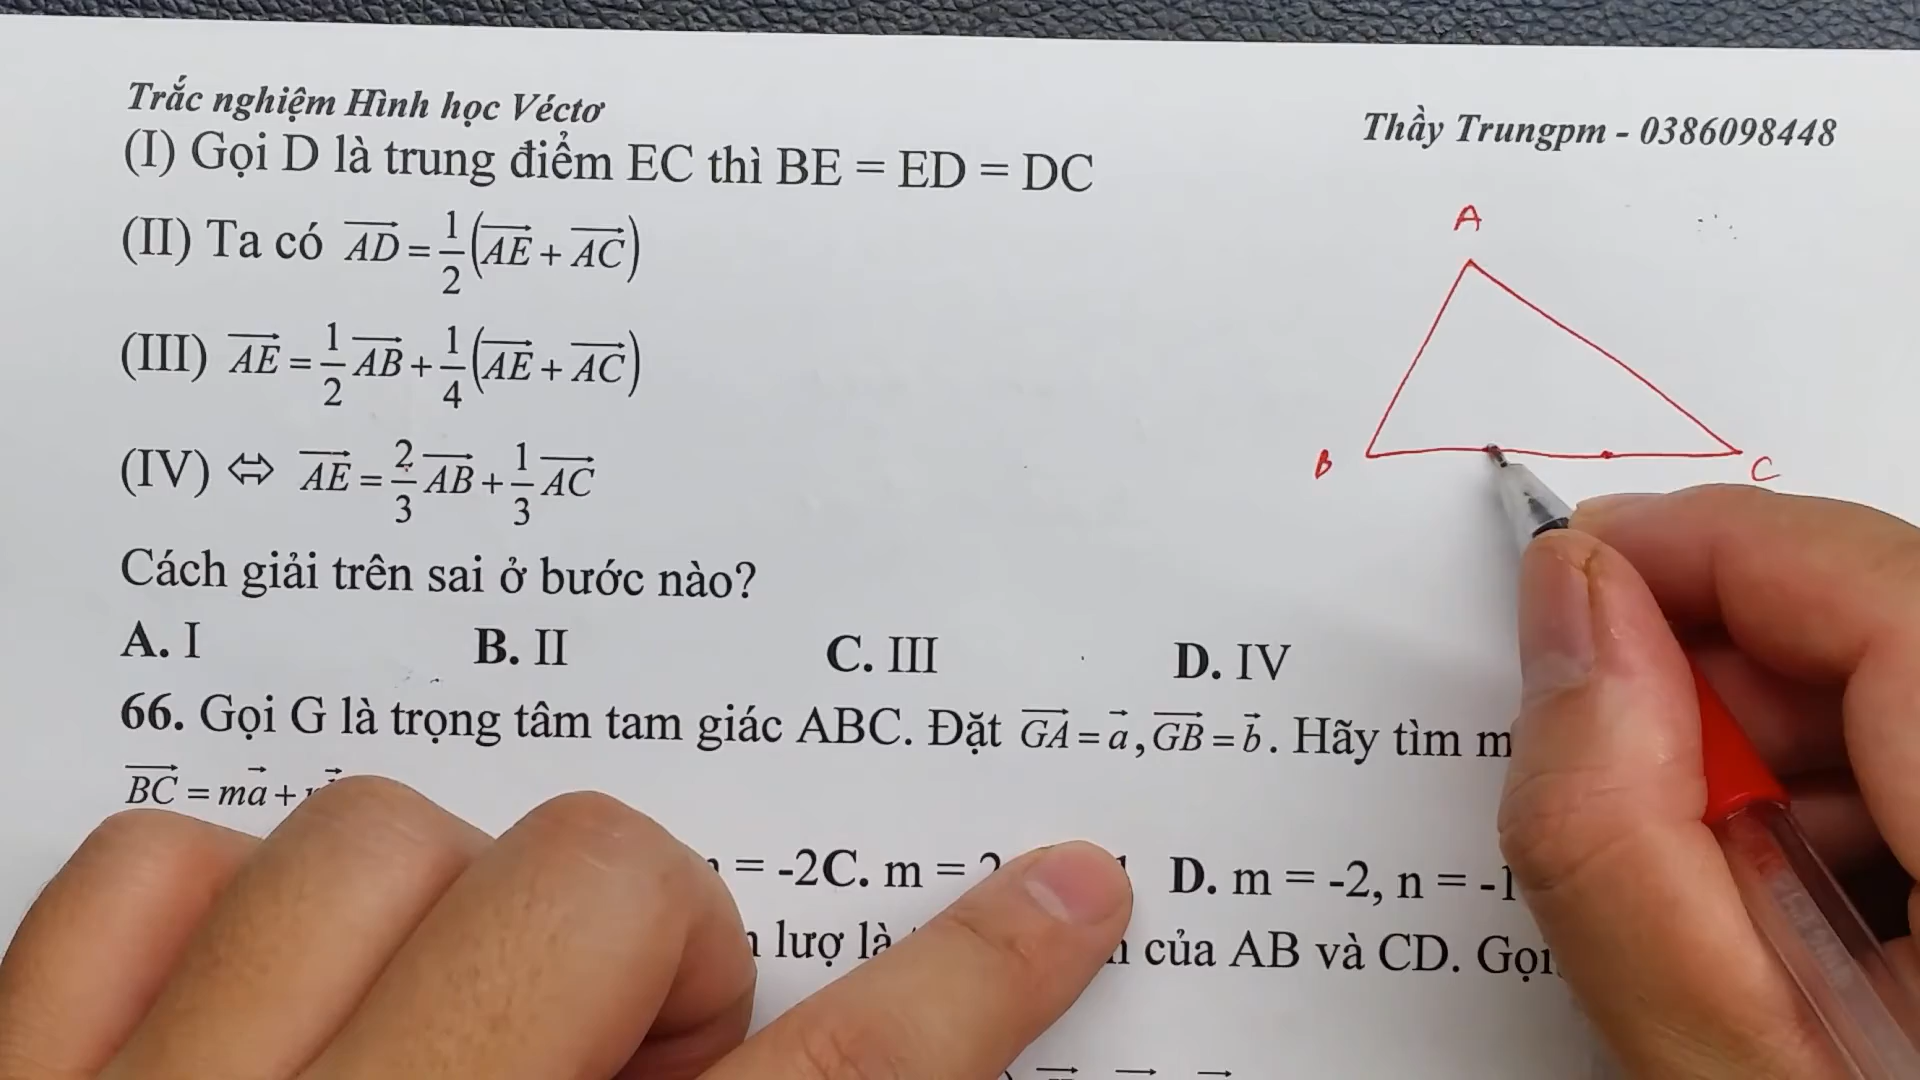 Trắc nghiệm Hình học Véctơ
Thầy Trungpm - 0386098448
(I) Gọi D là trung điểm EC thì BE = ED = DC
(II) Ta có \overrightarrow{AD} = \frac{1}{2}(\overrightarrow{AE} + \overrightarrow{AC})
(III) \overrightarrow{AE} = \frac{1}{2}\overrightarrow{AB} + \frac{1}{4}(\overrightarrow{AE} + \overrightarrow{AC})
(IV) ⇔ \overrightarrow{AE} = \frac{2}{3}\overrightarrow{AB} + \frac{1}{3}\overrightarrow{AC}
A
B
C
Cách giải trên sai ở bước nào?
A. I B. II C. III D. IV
66. Gọi G là trọng tâm tam giác ABC. Đặt \overrightarrow{GA} = \vec{a}, \overrightarrow{GB} = \vec{b}. Hãy tìm m
\overrightarrow{BC} = m\vec{a} +
= -2C. m = D. m = -2, n = -1
lượ là của AB và CD. Gọi